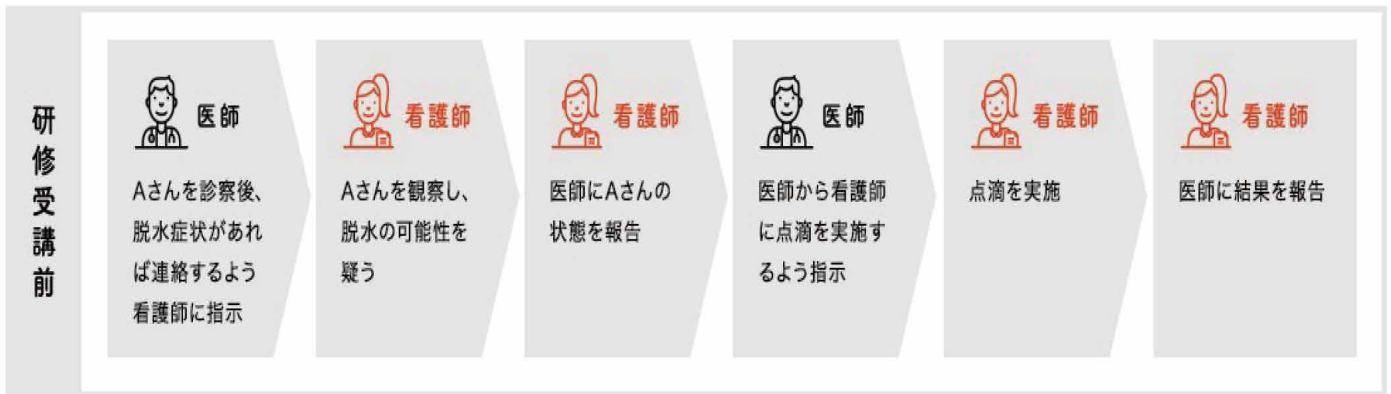 研修受講前
医師
Aさんを診察後、
脱水症状があれ
ば連絡するよう
看護師に指示
看護師
Aさんを観察し、
脱水の可能性を
疑う
看護師
医師にAさんの
状態を報告
医師
医師から看護師
に点滴を実施す
るよう指示
看護師
点滴を実施
看護師
医師に結果を報告